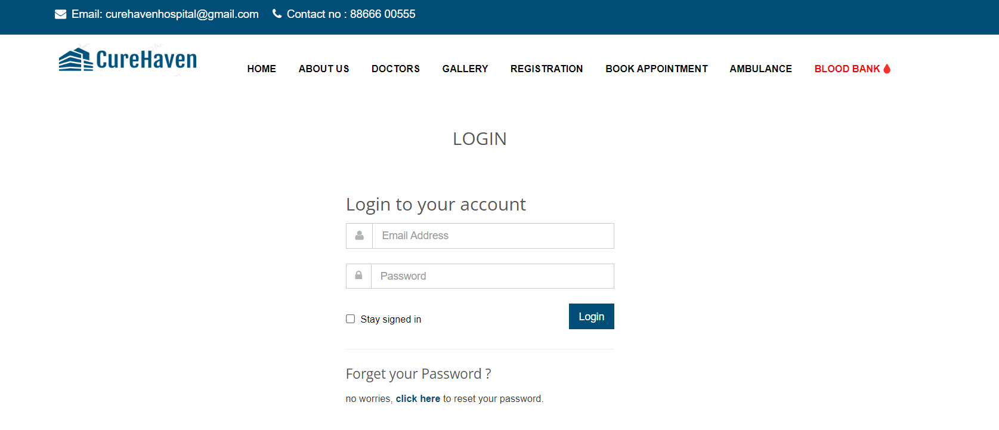 Email: curehavenhospital@gmail.com Contact no : 88666 00555
CureHaven
HOME ABOUT US DOCTORS GALLERY REGISTRATION BOOK APPOINTMENT AMBULANCE BLOOD BANK
LOGIN
Login to your account
Email Address
Password
Stay signed in Login
Forget your Password ?
no worries, click here to reset your password.